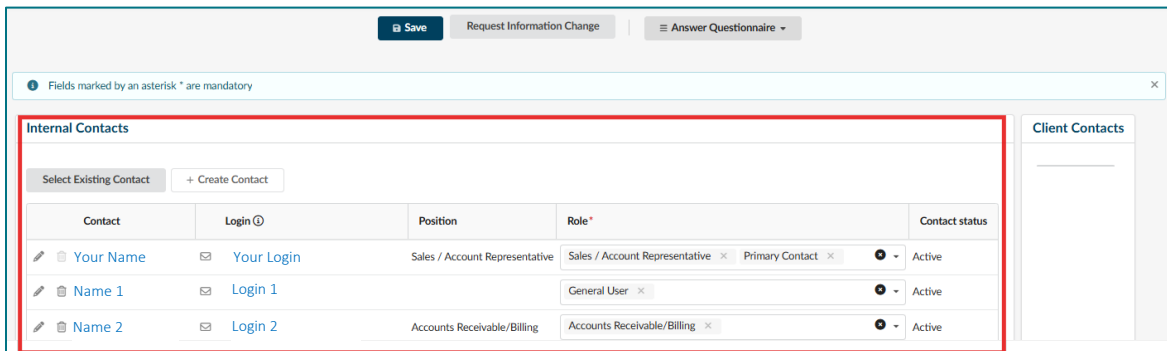 Save Request Information Change Answer Questionnaire
Fields marked by an asterisk * are mandatory
Internal Contacts
Client Contacts
Select Existing Contact + Create Contact
Contact Login Position Role* Contact status
Your Name Your Login Sales / Account Representative Sales / Account Representative × Primary Contact × Active
Name 1 Login 1 General User × Active
Name 2 Login 2 Accounts Receivable/Billing Accounts Receivable/Billing × Active